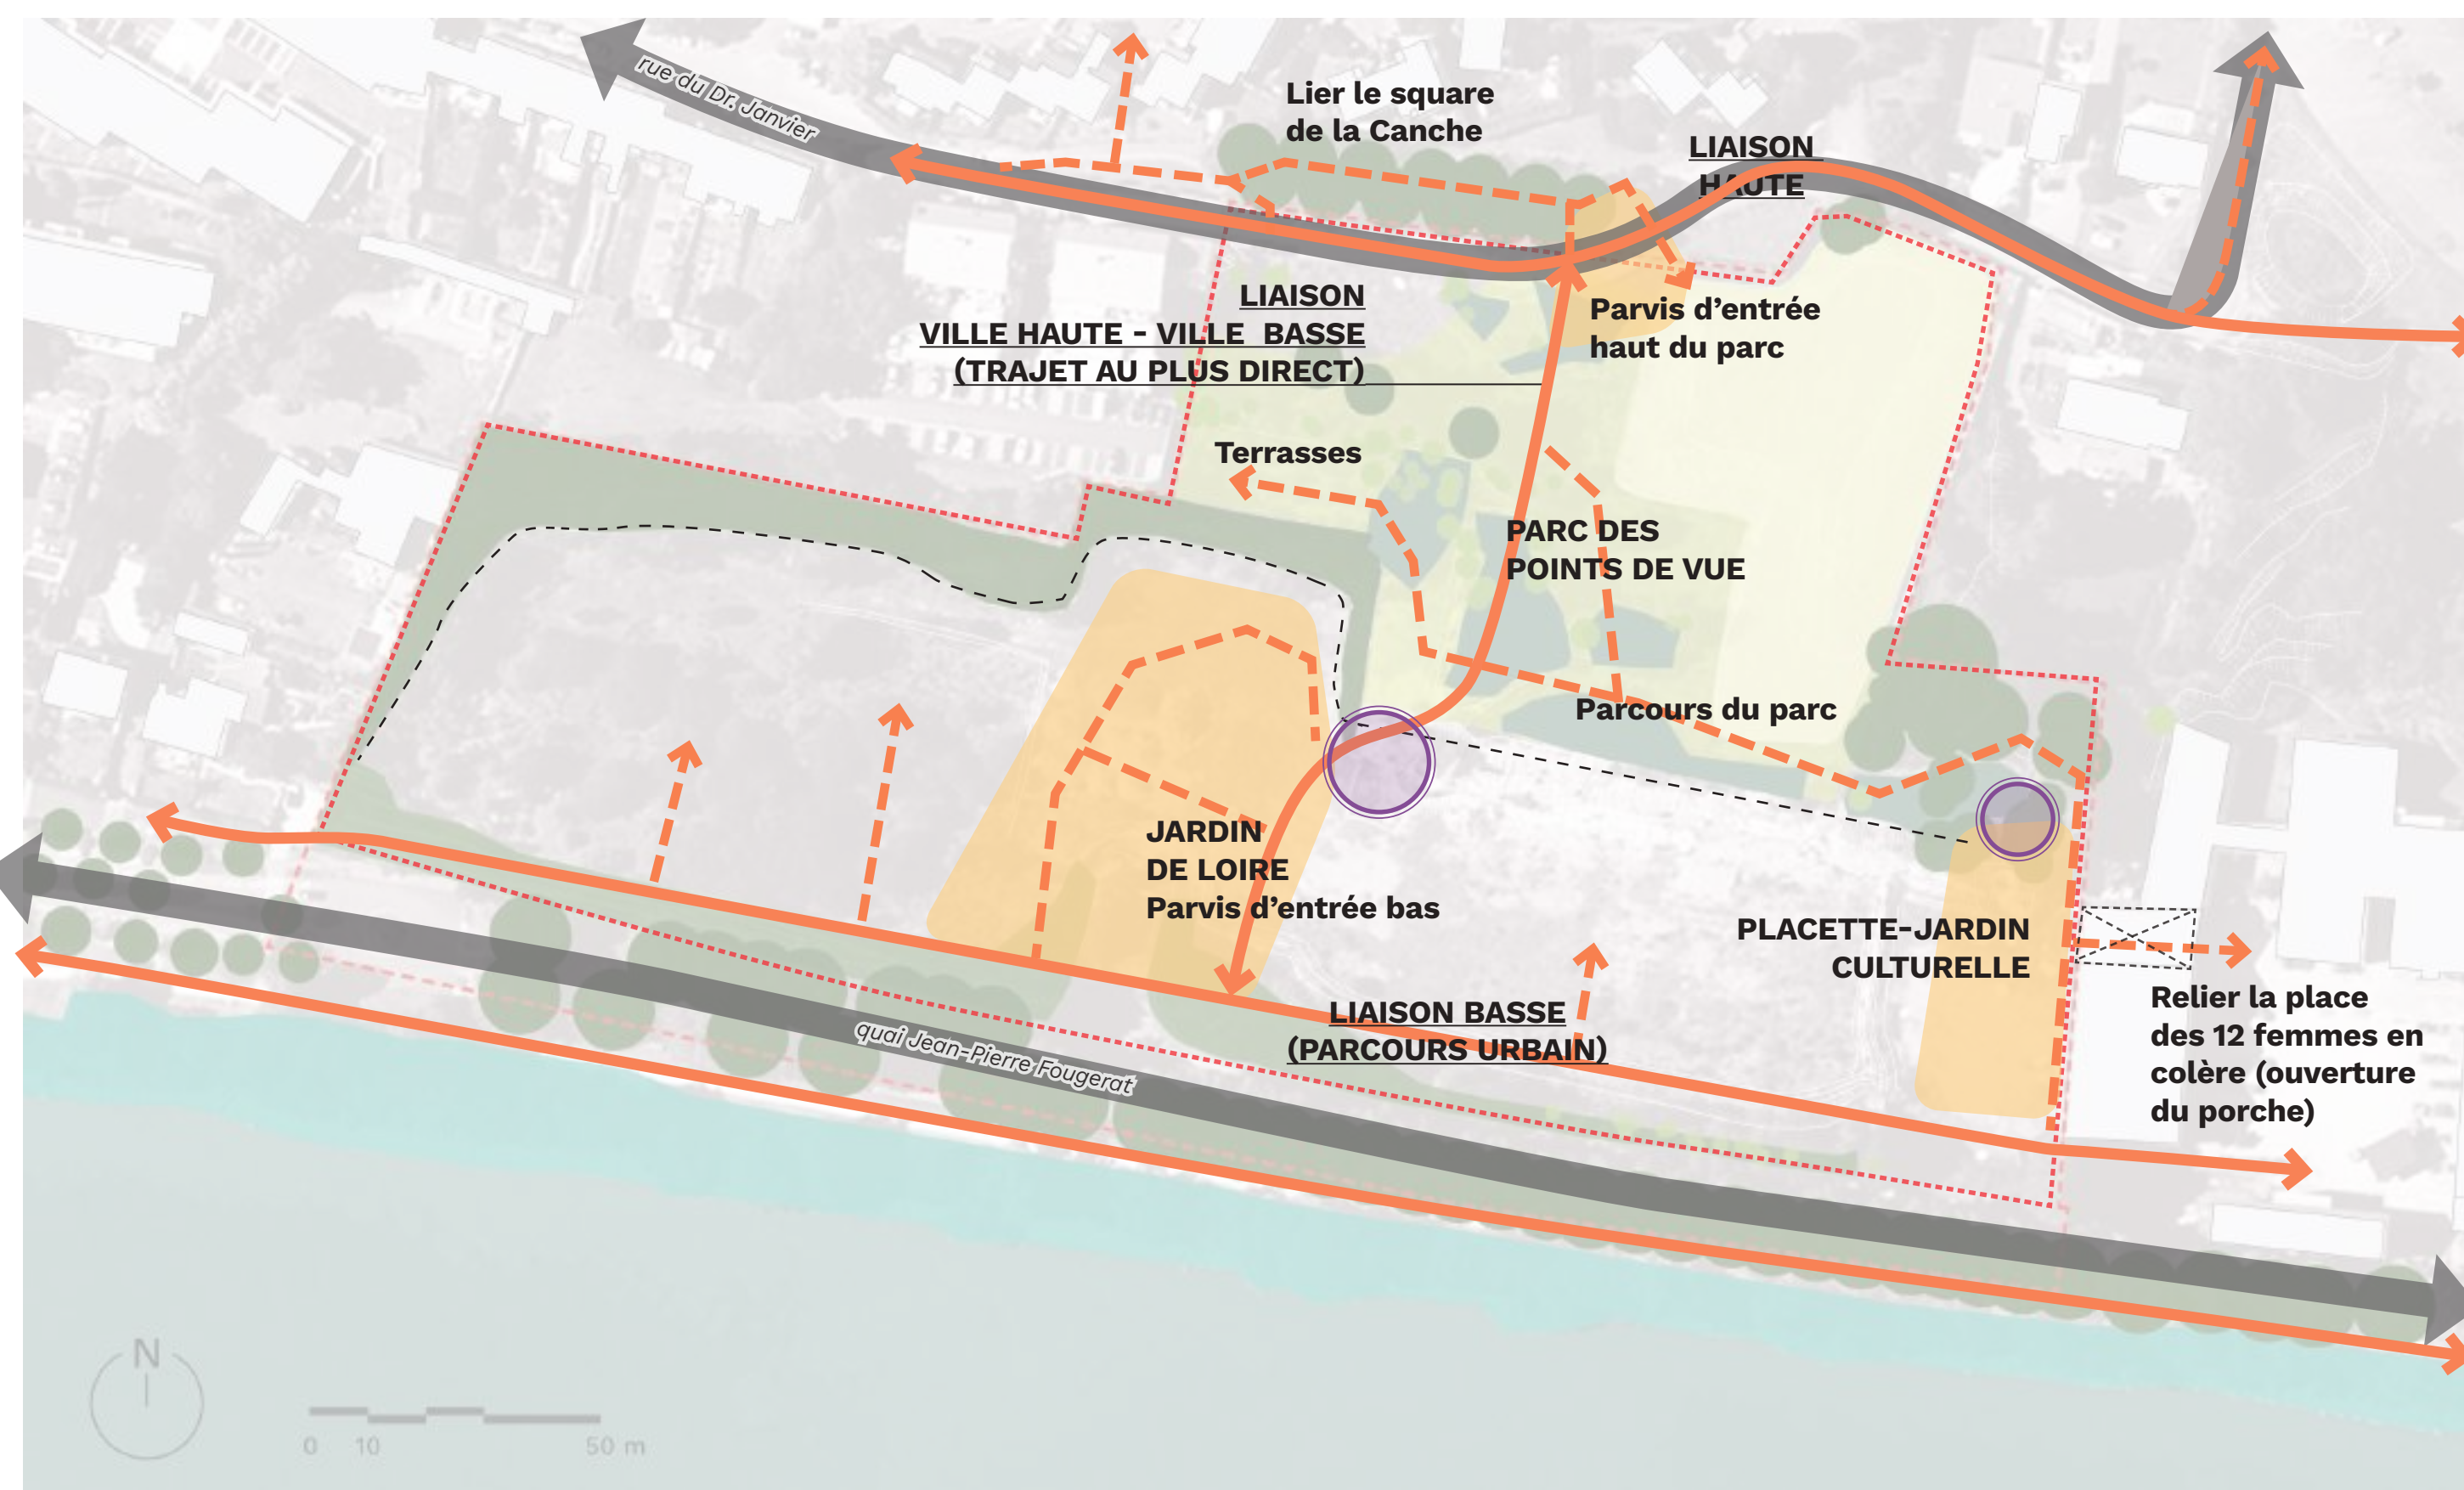 rue du Dr. Janvier
Lier le square
de la Canche
LIAISON
HAUTE
LIAISON
VILLE HAUTE - VILLE BASSE
(TRAJET AU PLUS DIRECT)
Parvis d’entrée
haut du parc
Terrasses
PARC DES
POINTS DE VUE
Parcours du parc
JARDIN
DE LOIRE
Parvis d’entrée bas
PLACETTE-JARDIN
CULTURELLE
LIAISON BASSE
(PARCOURS URBAIN)
Relier la place
des 12 femmes en
colère (ouverture
du porche)
quai Jean-Pierre Fougerat
N
0 10 50 m